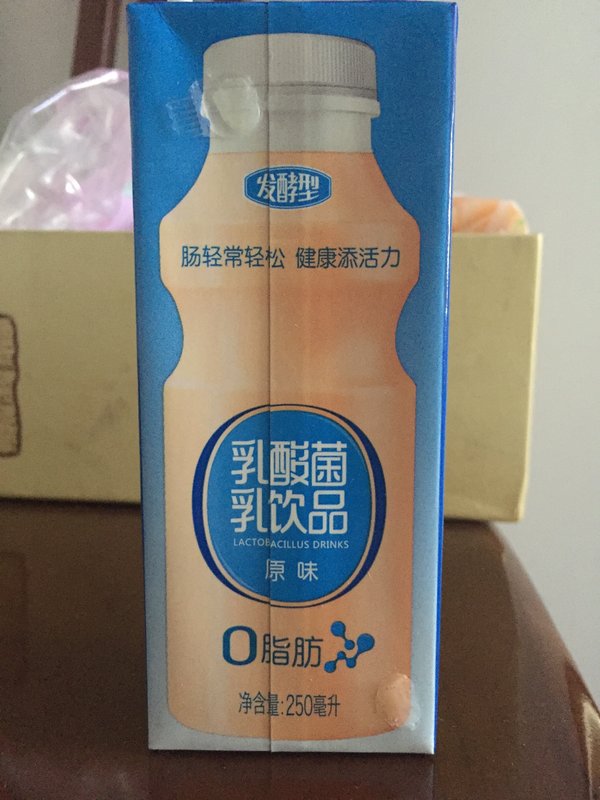 发酵型
肠轻常轻松 健康添活力
乳酸菌
乳饮品
LACTOBACILLUS DRINKS
原味
0脂肪
净含量:250毫升